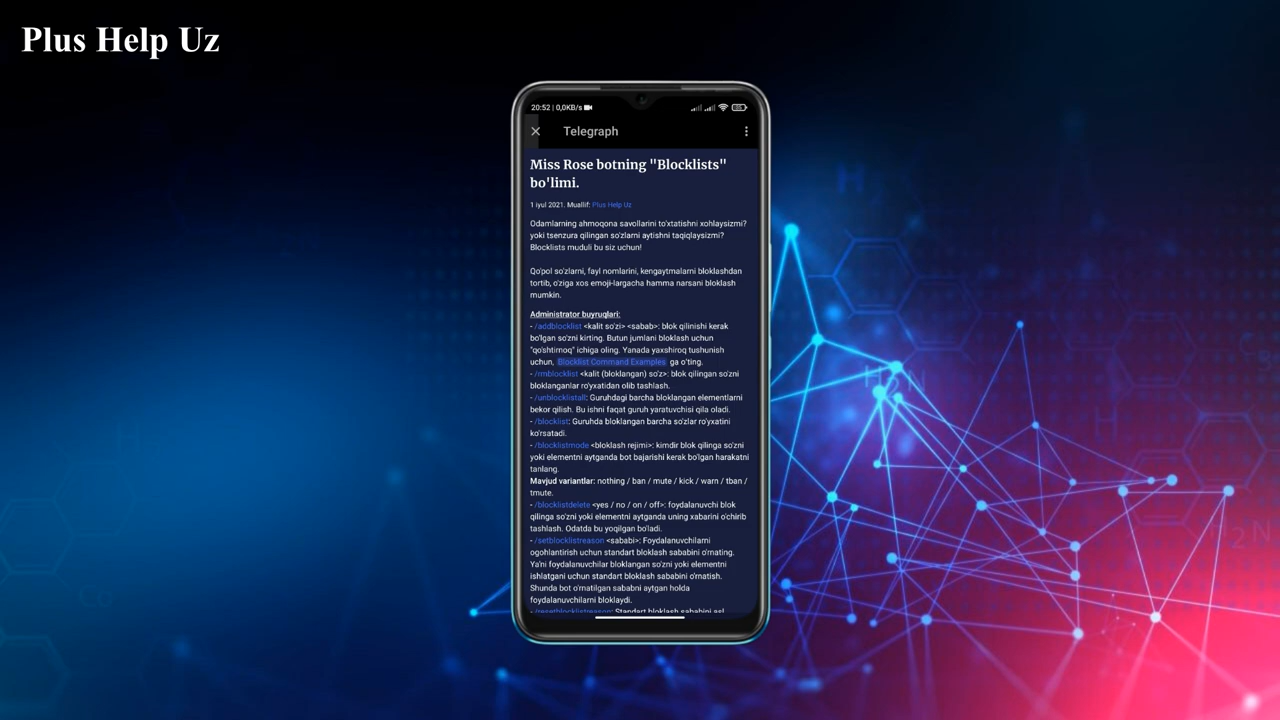 Plus Help Uz
20:52 | 0,0KB/s
Telegraph
Miss Rose botning "Blocklists"
bo'limi.
1 iyul 2021. Muallif: Plus Help Uz
Odamlarning ahmoqona savollarini to'xtatishni xohlaysizmi?
yoki tsenzura qilingan so'zlarni aytishni taqiqlaysizmi?
Blocklists muduli bu siz uchun!
Qo'pol so'zlarni, fayl nomlarini, kengaytmalarni bloklashdan
tortib, o'ziga xos emoji-largacha hamma narsani bloklash
mumkin.
Administrator buyruqlari:
- /addblocklist <kalit so'zi> <sabab>: blok qilinishi kerak
bo'lgan so'zni kirting. Butun jumlani bloklash uchun
"qo'shtirnoq" ichiga oling. Yanada yaxshiroq tushunish
uchun, Blocklist Command Examples ga o'ting.
- /rmblocklist <kalit (bloklangan) so'z>: blok qilingan so'zni
bloklanganlar ro'yxatidan olib tashlash.
- /unblocklistall: Guruhdagi barcha bloklangan elementlarni
bekor qilish. Bu ishni faqat guruh yaratuvchisi qila oladi.
- /blocklist: Guruhda bloklangan barcha so'zlar ro'yxatini
ko'rsatadi.
- /blocklistmode <bloklash rejimi>: kimdir blok qilinga so'zni
yoki elementni aytganda bot bajarishi kerak bo'lgan harakatni
tanlang.
Mavjud variantlar: nothing / ban / mute / kick / warn / tban /
tmute.
- /blocklistdelete <yes / no / on / off>: foydalanuvchi blok
qilinga so'zni yoki elementni aytganda uning xabarini o'chirib
tashlash. Odatda bu yoqilgan bo'ladi.
- /setblocklistreason <sababi>: Foydalanuvchilarni
ogohlantirish uchun standart bloklash sababini o'rnating.
Ya'ni foydalanuvchilar bloklangan so'zni yoki elementni
ishlatgani uchun standart bloklash sababini o'rnatish.
Shunda bot o'rnatilgan sababni aytgan holda
foydalanuvchilarni bloklaydi.
- /resetblocklistreason: Standart bloklash sababini asl